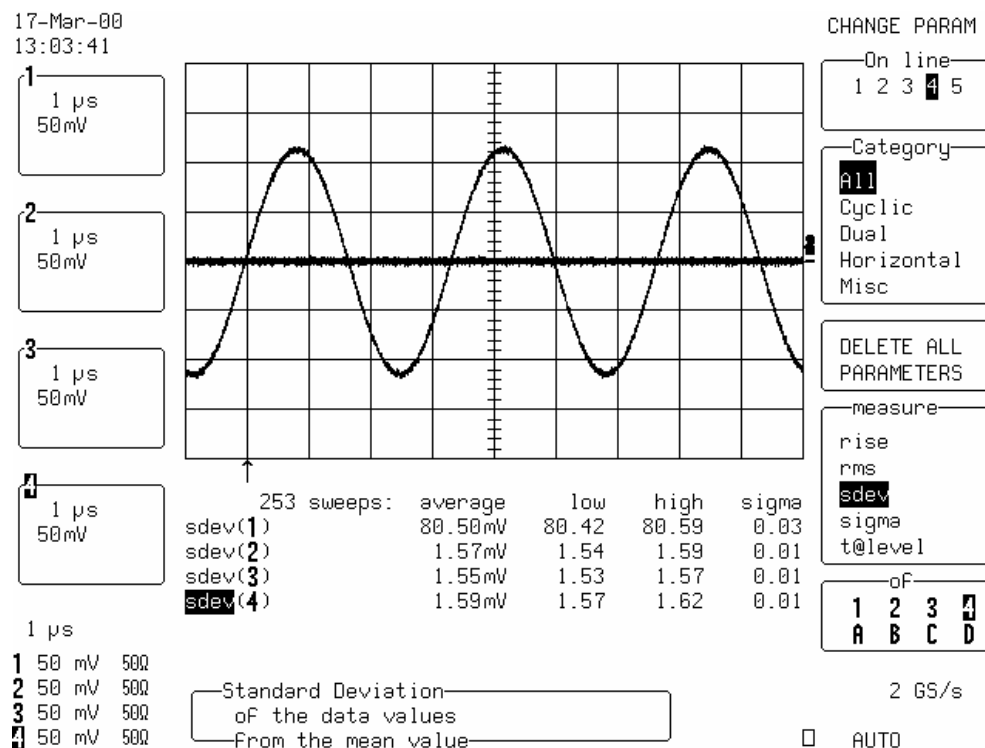 17-Mar-00
13:03:41
1
1 µs
50mV
2
1 µs
50mV
3
1 µs
50mV
4
1 µs
50mV
253 sweeps: average low high sigma
sdev(1) 80.50mV 80.42 80.59 0.03
sdev(2) 1.57mV 1.54 1.59 0.01
sdev(3) 1.55mV 1.53 1.57 0.01
sdev(4) 1.59mV 1.57 1.62 0.01
1 µs
1 50 mV 50Ω
2 50 mV 50Ω
3 50 mV 50Ω
4 50 mV 50Ω
Standard Deviation
of the data values
from the mean value
CHANGE PARAM
On line
1 2 3 4 5
Category
All
Cyclic
Dual
Horizontal
Misc
DELETE ALL
PARAMETERS
measure
rise
rms
sdev
sigma
t@level
of
1 2 3 4
A B C D
2 GS/s
AUTO